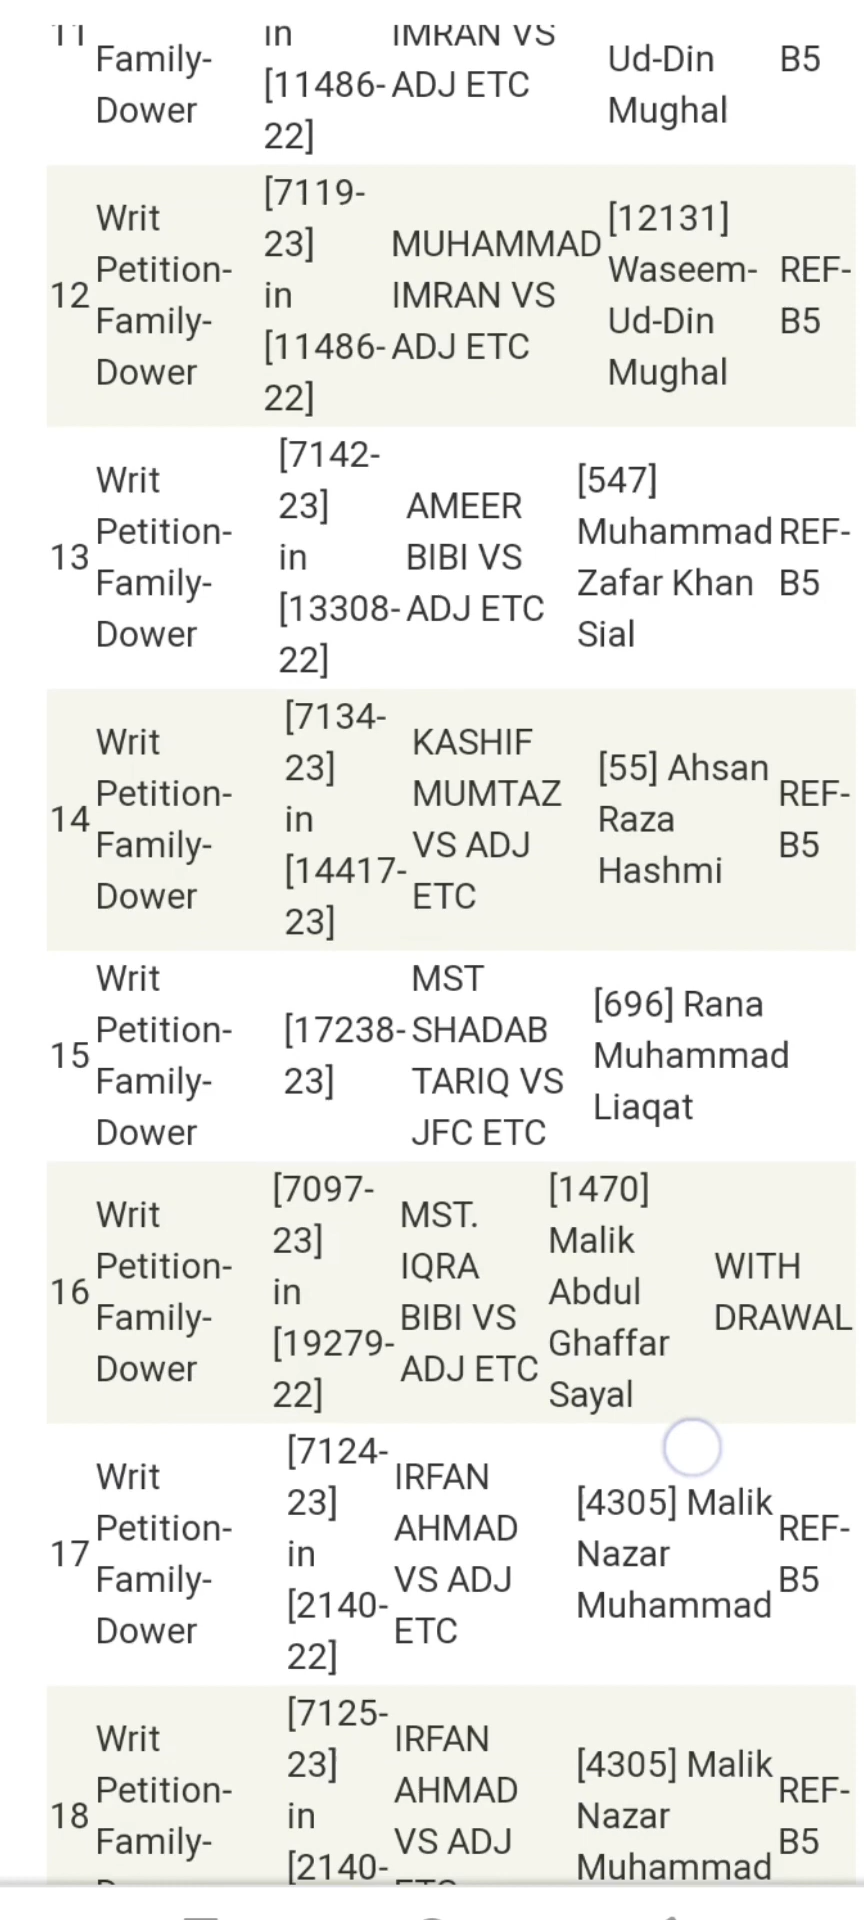 11 Family- Dower in [11486- 22] IMRAN VS ADJ ETC Ud-Din Mughal B5
12
Writ
Petition-
Family-
Dower
[7119-
23]
in
[11486-
22]
MUHAMMAD
IMRAN VS
ADJ ETC
[12131]
Waseem-
Ud-Din
Mughal
REF-
B5
13
Writ
Petition-
Family-
Dower
[7142-
23]
in
[13308-
22]
AMEER
BIBI VS
ADJ ETC
[547]
Muhammad
Zafar Khan
Sial
REF-
B5
14
Writ
Petition-
Family-
Dower
[7134-
23]
in
[14417-
23]
KASHIF
MUMTAZ
VS ADJ
ETC
[55] Ahsan
Raza
Hashmi
REF-
B5
15
Writ
Petition-
Family-
Dower
[17238-
23]
MST
SHADAB
TARIQ VS
JFC ETC
[696] Rana
Muhammad
Liaqat
16
Writ
Petition-
Family-
Dower
[7097-
23]
in
[19279-
22]
MST.
IQRA
BIBI VS
ADJ ETC
[1470]
Malik
Abdul
Ghaffar
Sayal
WITH
DRAWAL
17
Writ
Petition-
Family-
Dower
[7124-
23]
in
[2140-
22]
IRFAN
AHMAD
VS ADJ
ETC
[4305] Malik
Nazar
Muhammad
REF-
B5
18
Writ
Petition-
Family-
[7125-
23]
in
[2140-
IRFAN
AHMAD
VS ADJ
[4305] Malik
Nazar
Muhammad
REF-
B5